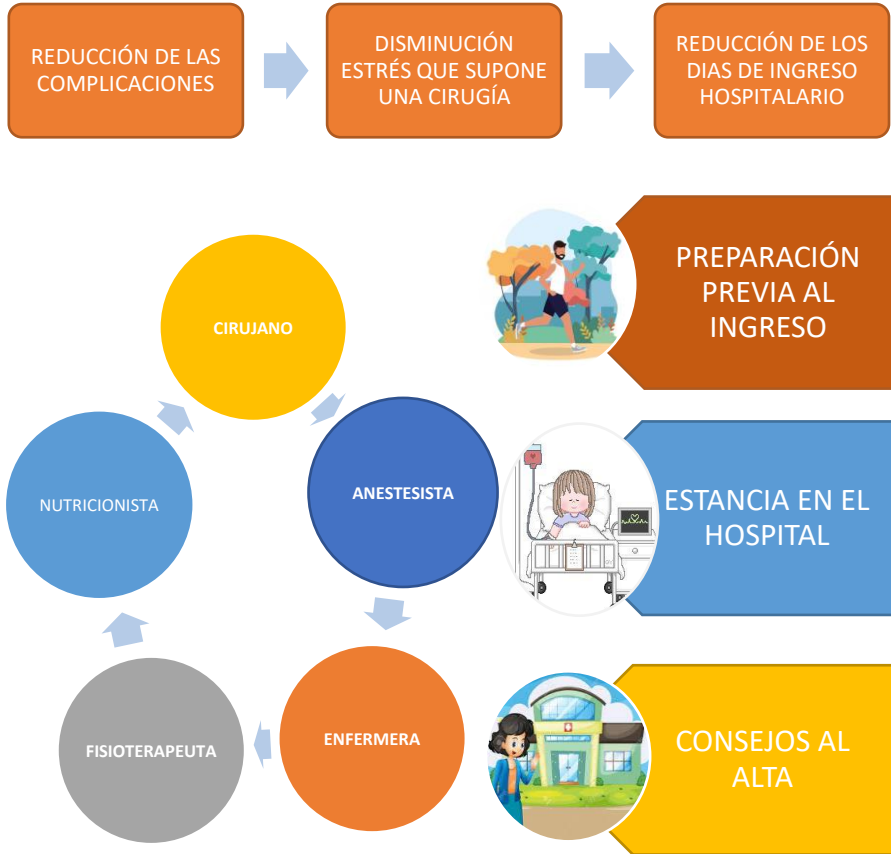 REDUCCIÓN DE LAS
COMPLICACIONES
DISMINUCIÓN
ESTRÉS QUE SUPONE
UNA CIRUGÍA
REDUCCIÓN DE LOS
DIAS DE INGRESO
HOSPITALARIO
CIRUJANO
ANESTESISTA
ENFERMERA
FISIOTERAPEUTA
NUTRICIONISTA
PREPARACIÓN
PREVIA AL
INGRESO
ESTANCIA EN EL
HOSPITAL
CONSEJOS AL
ALTA